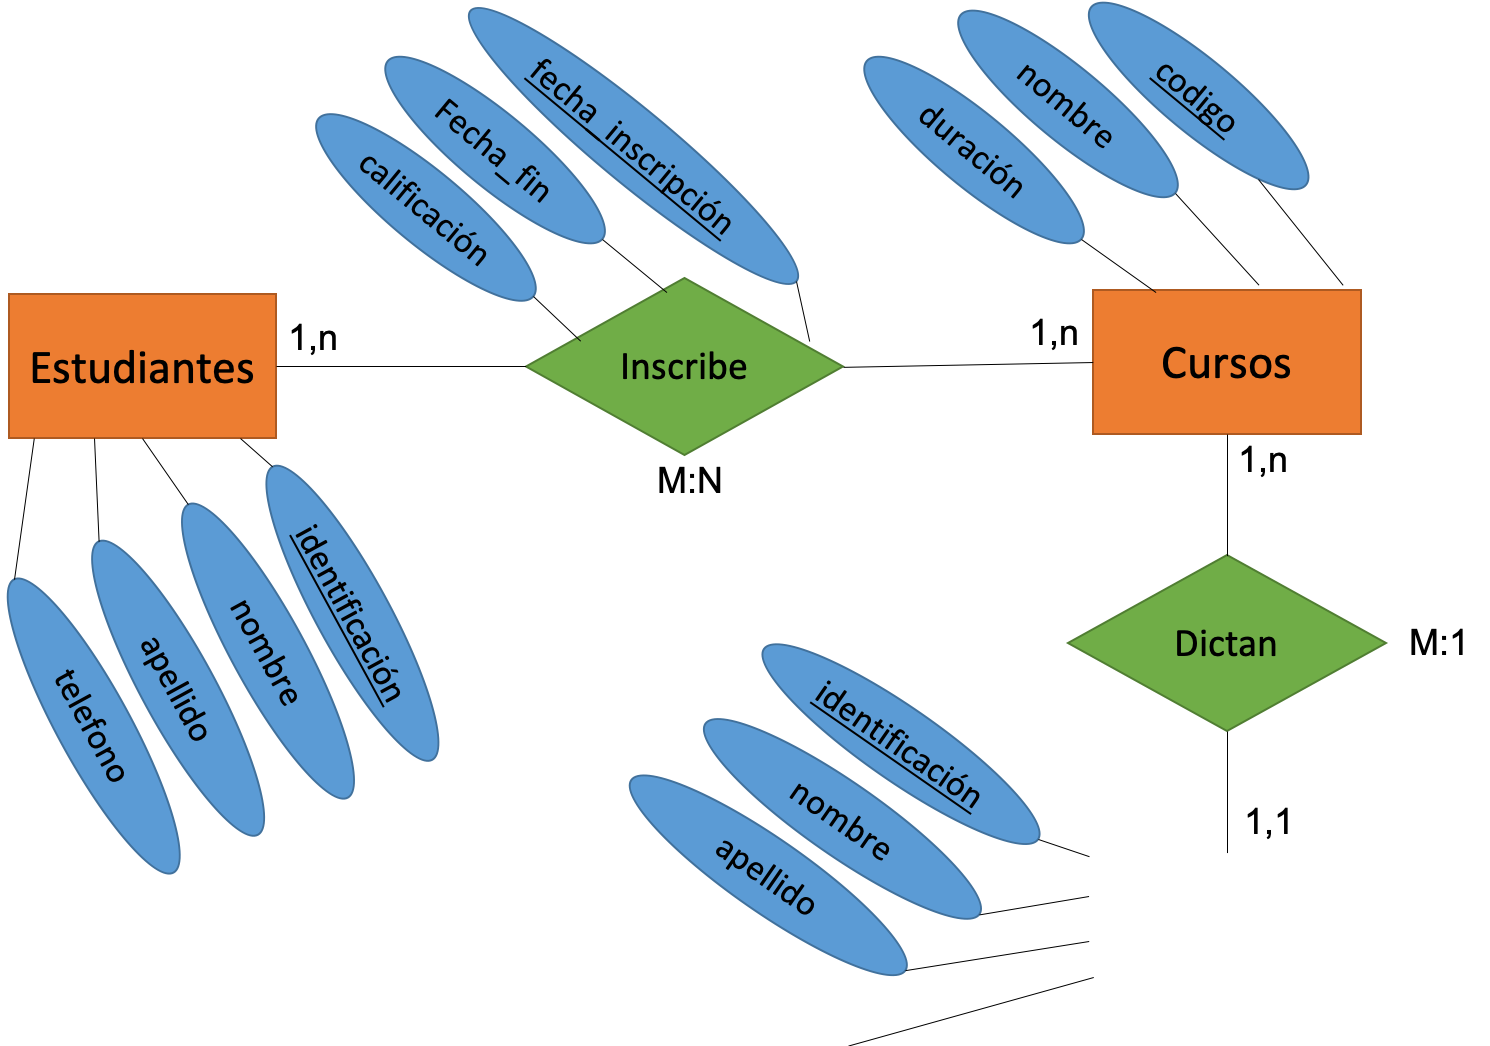 fecha_inscripción
Fecha_fin
calificación
codigo
nombre
duración
Estudiantes
1,n
Inscribe
1,n
Cursos
M:N
1,n
identificación
nombre
apellido
telefono
Dictan
M:1
identificación
nombre
apellido
1,1